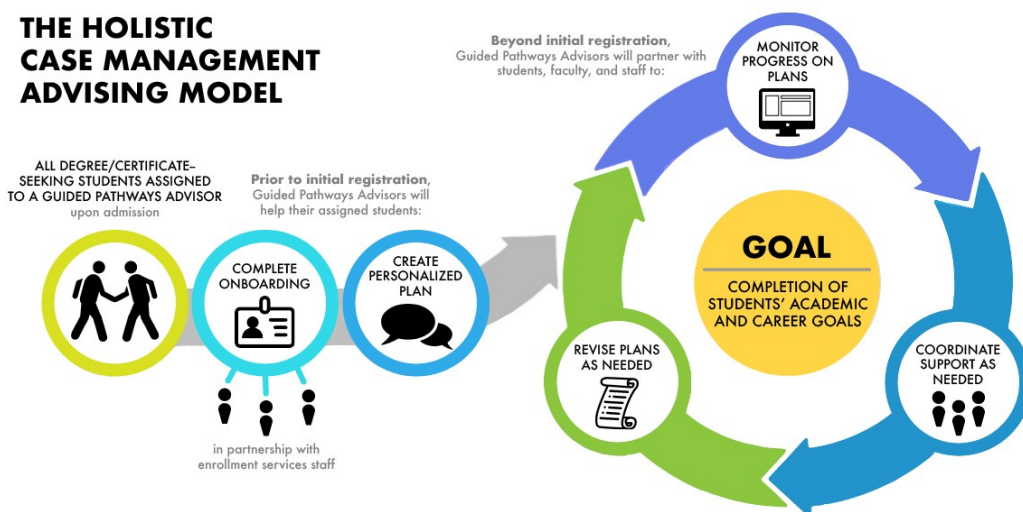 THE HOLISTIC
CASE MANAGEMENT
ADVISING MODEL
ALL DEGREE/CERTIFICATE–
SEEKING STUDENTS ASSIGNED
TO A GUIDED PATHWAYS ADVISOR
upon admission
Prior to initial registration,
Guided Pathways Advisors will
help their assigned students:
COMPLETE
ONBOARDING
in partnership with
enrollment services staff
CREATE
PERSONALIZED
PLAN
Beyond initial registration,
Guided Pathways Advisors will partner with
students, faculty, and staff to:
MONITOR
PROGRESS ON
PLANS
COORDINATE
SUPPORT AS
NEEDED
REVISE PLANS
AS NEEDED
GOAL
COMPLETION OF
STUDENTS’ ACADEMIC
AND CAREER GOALS